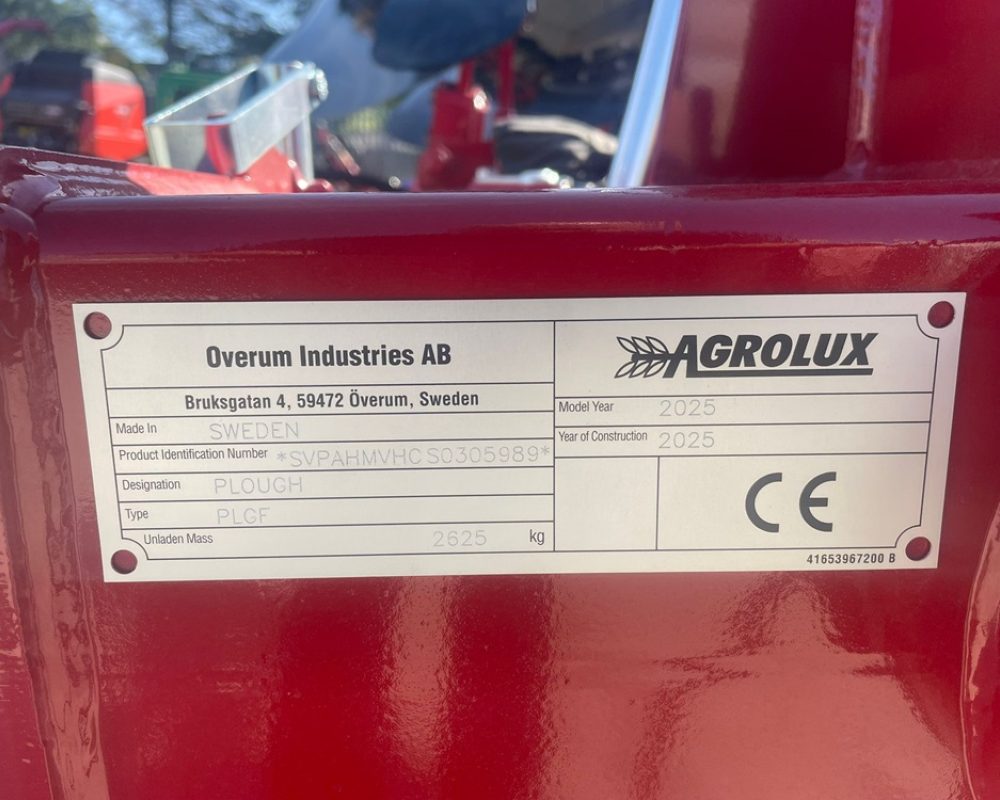 Overum Industries AB
Bruksgatan 4, 59472 Överum, Sweden
Made In SWEDEN
Product Identification Number *SVPAHMVHCS0305989*
Designation PLOUGH
Type PLGF
Unladen Mass 2625 kg
AGROLUX
Model Year 2025
Year of Construction 2025
CE
41653967200 B